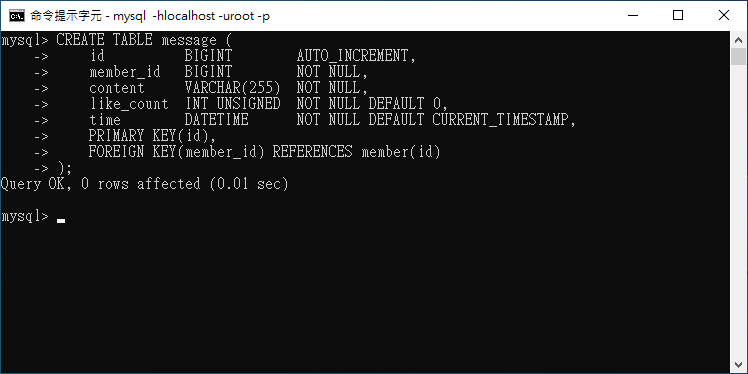 命令提示字元 - mysql  -hlocalhost -uroot -p
mysql> CREATE TABLE message (
    ->     id          BIGINT        AUTO_INCREMENT,
    ->     member_id   BIGINT        NOT NULL,
    ->     content     VARCHAR(255)  NOT NULL,
    ->     like_count  INT UNSIGNED  NOT NULL DEFAULT 0,
    ->     time        DATETIME      NOT NULL DEFAULT CURRENT_TIMESTAMP,
    ->     PRIMARY KEY(id),
    ->     FOREIGN KEY(member_id) REFERENCES member(id)
    -> );
Query OK, 0 rows affected (0.01 sec)
mysql>